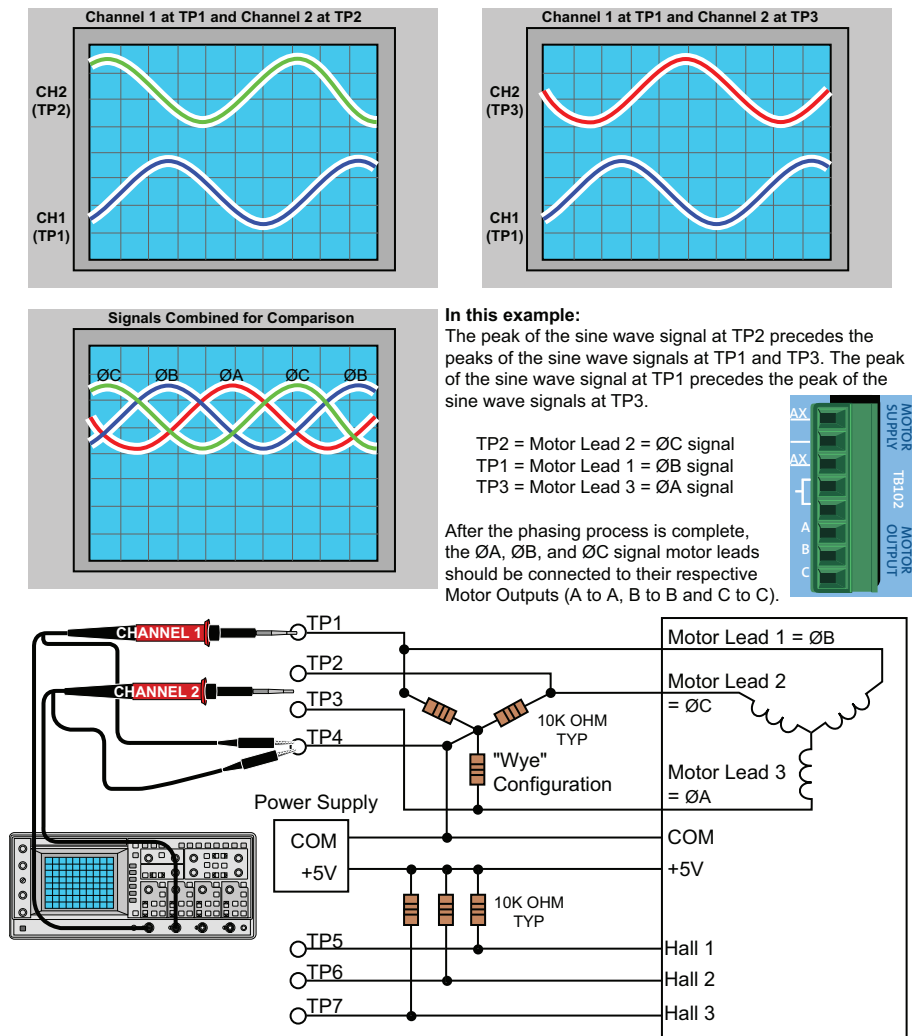 Channel 1 at TP1 and Channel 2 at TP2
CH2
(TP2)
CH1
(TP1)
Channel 1 at TP1 and Channel 2 at TP3
CH2
(TP3)
CH1
(TP1)
Signals Combined for Comparison
ØC ØB ØA ØC ØB
In this example:
The peak of the sine wave signal at TP2 precedes the
peaks of the sine wave signals at TP1 and TP3. The peak
of the sine wave signal at TP1 precedes the peak of the
sine wave signals at TP3.
TP2 = Motor Lead 2 = ØC signal
TP1 = Motor Lead 1 = ØB signal
TP3 = Motor Lead 3 = ØA signal
After the phasing process is complete,
the ØA, ØB, and ØC signal motor leads
should be connected to their respective
Motor Outputs (A to A, B to B and C to C).
AX
AX
A
B
C
MOTOR
SUPPLY
TB102
MOTOR
OUTPUT
CHANNEL 1
CHANNEL 2
TP1
TP2
TP3
TP4
10K OHM
TYP
"Wye"
Configuration
Motor Lead 1 = ØB
Motor Lead 2
= ØC
Motor Lead 3
= ØA
Power Supply
COM
+5V
COM
+5V
10K OHM
TYP
TP5
TP6
TP7
Hall 1
Hall 2
Hall 3